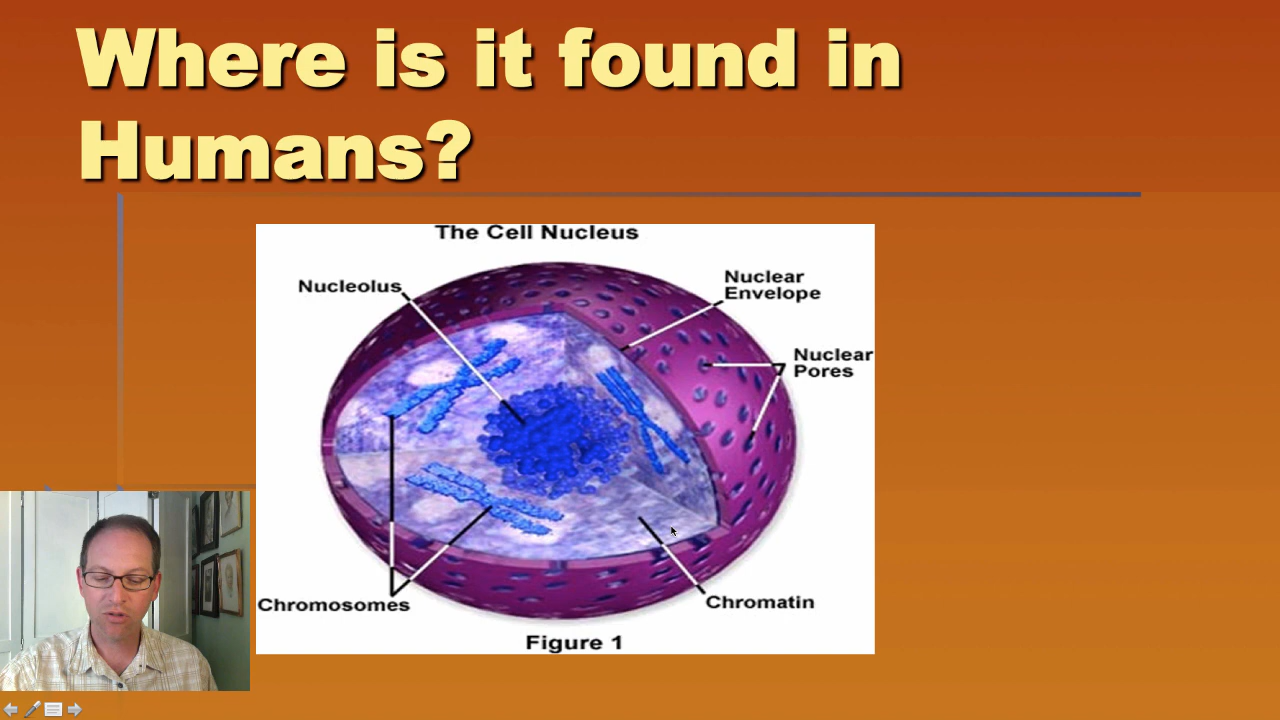 Where is it found in
Humans?
The Cell Nucleus
Nucleolus
Nuclear
Envelope
Nuclear
Pores
Chromosomes
Chromatin
Figure 1